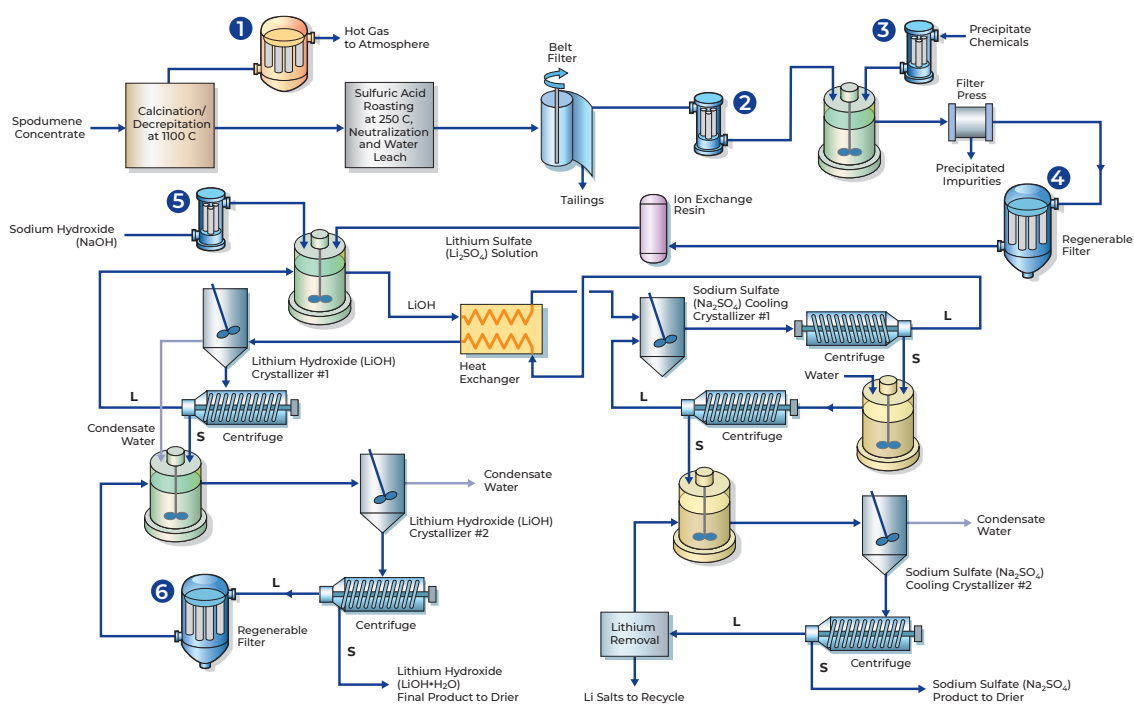 1
Hot Gas
to Atmosphere
Belt
Filter
3
Precipitate
Chemicals
Spodumene
Concentrate
Calcination/
Decrepitation
at 1100 C
Sulfuric Acid
Roasting
at 250 C,
Neutralization
and Water
Leach
2
Filter
Press
Tailings
Precipitated
Impurities
4
5
Ion Exchange
Resin
Regenerable
Filter
Sodium Hydroxide
(NaOH)
Lithium Sulfate
(Li₂SO₄) Solution
LiOH
Sodium Sulfate
(Na₂SO₄) Cooling
Crystallizer #1
L
Centrifuge
S
Heat
Exchanger
Lithium Hydroxide (LiOH)
Crystallizer #1
Water
L
Centrifuge
S
L
Centrifuge
S
Condensate
Water
Condensate
Water
Lithium Hydroxide (LiOH)
Crystallizer #2
Condensate
Water
Sodium Sulfate (Na₂SO₄)
Cooling Crystallizer #2
6
L
Centrifuge
S
Regenerable
Filter
Lithium Hydroxide
(LiOH•H₂O)
Final Product to Drier
Lithium
Removal
L
Centrifuge
S
Li Salts to Recycle
Sodium Sulfate (Na₂SO₄)
Product to Drier